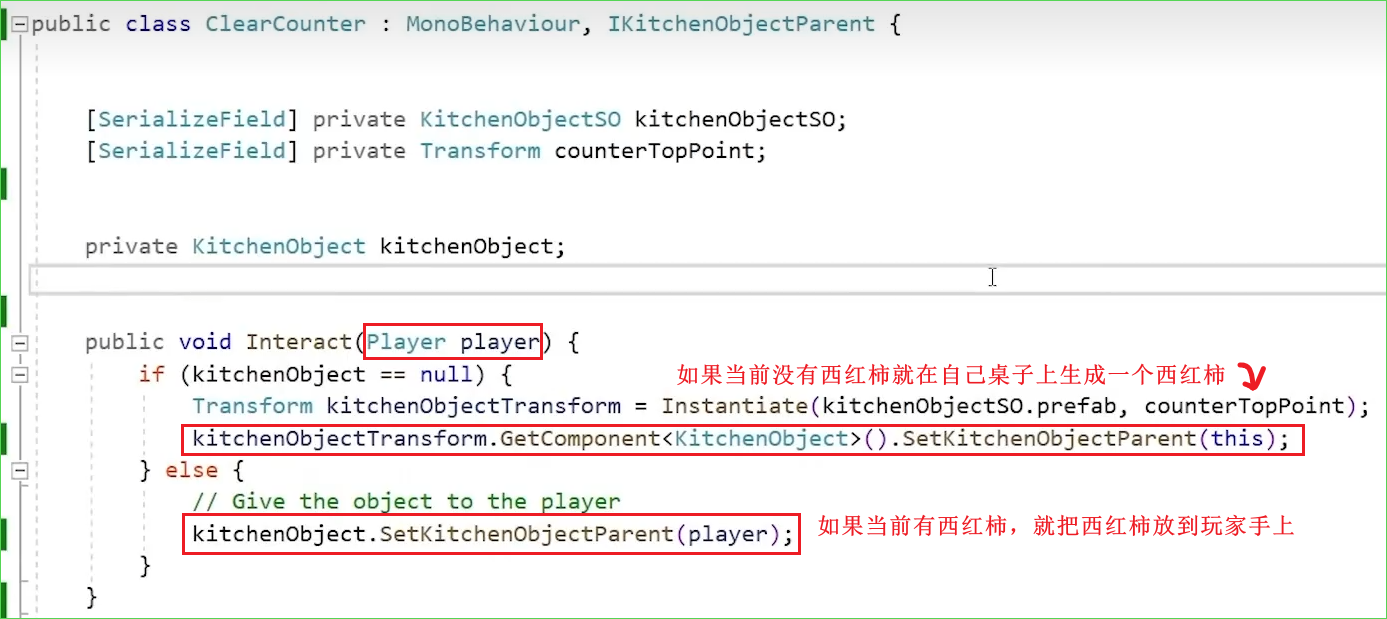 public class ClearCounter : MonoBehaviour, IKitchenObjectParent {
[SerializeField] private KitchenObjectSO kitchenObjectSO;
[SerializeField] private Transform counterTopPoint;
private KitchenObject kitchenObject;
public void Interact(Player player) {
if (kitchenObject == null) {
如果当前没有西红柿就在自己桌子上生成一个西红柿
Transform kitchenObjectTransform = Instantiate(kitchenObjectSO.prefab, counterTopPoint);
kitchenObjectTransform.GetComponent<KitchenObject>().SetKitchenObjectParent(this);
} else {
// Give the object to the player
kitchenObject.SetKitchenObjectParent(player);
如果当前有西红柿，就把西红柿放到玩家手上
}
}